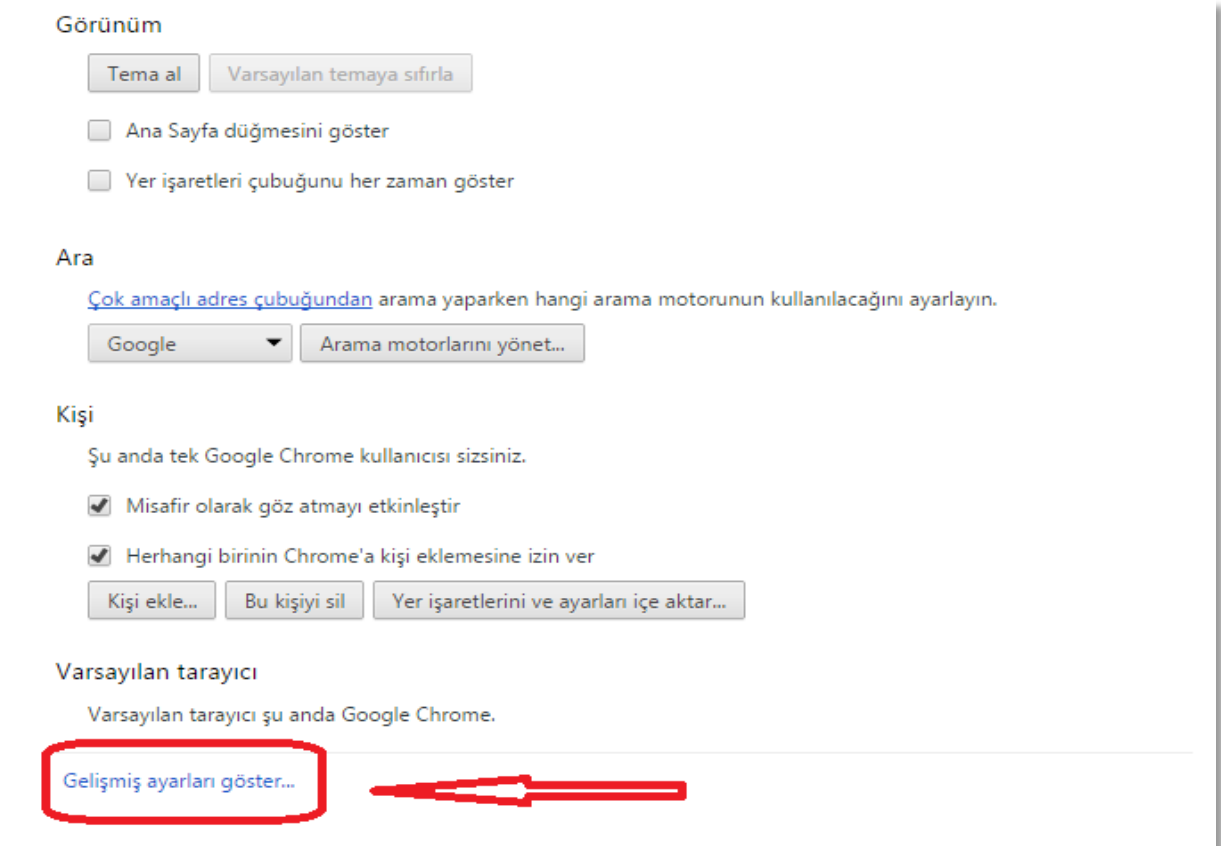 Görünüm
Tema al
Varsayılan temaya sıfırla
Ana Sayfa düğmesini göster
Yer işaretleri çubuğunu her zaman göster
Ara
Çok amaçlı adres çubuğundan arama yaparken hangi arama motorunun kullanılacağını ayarlayın.
Google
Arama motorlarını yönet...
Kişi
Şu anda tek Google Chrome kullanıcısı sizsiniz.
Misafir olarak göz atmayı etkinleştir
Herhangi birinin Chrome'a kişi eklemesine izin ver
Kişi ekle...
Bu kişiyi sil
Yer işaretlerini ve ayarları içe aktar...
Varsayılan tarayıcı
Varsayılan tarayıcı şu anda Google Chrome.
Gelişmiş ayarları göster...